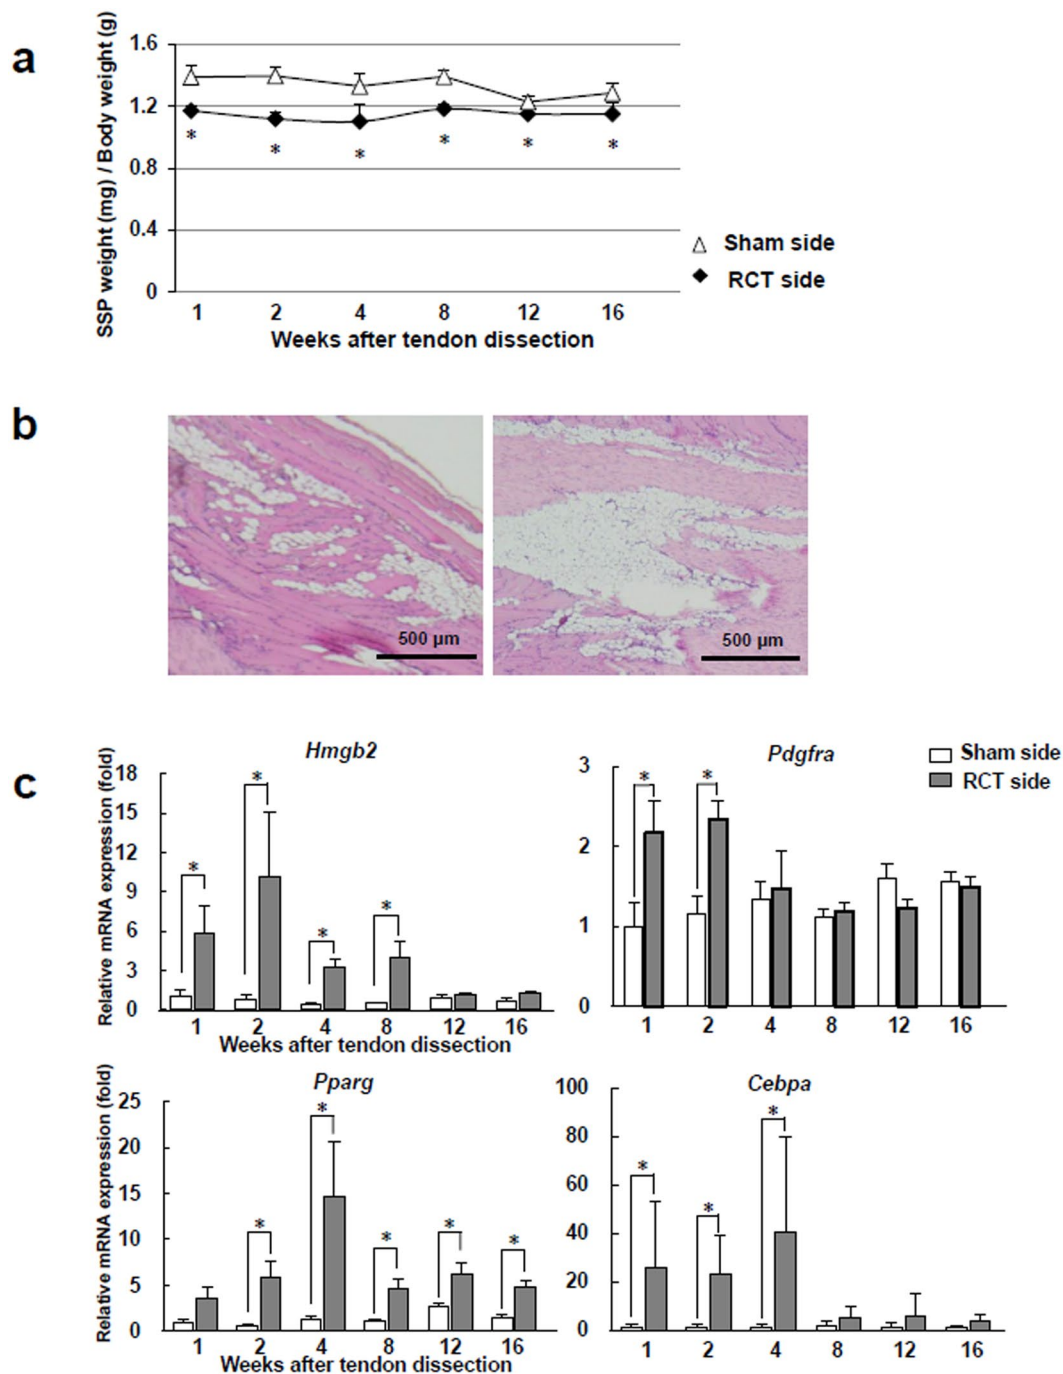 a
SSP weight (mg) / Body weight (g)
1.6
1.2
0.8
0.4
0
* * * * * *
1 2 4 8 12 16
Weeks after tendon dissection
Sham side
RCT side
b
500 µm
500 µm
c
Hmgb2
Relative mRNA expression (fold)
18
15
12
9
6
3
0
* * * *
1 2 4 8 12 16
Weeks after tendon dissection
Pdgfra
3
2
1
0
* *
1 2 4 8 12 16
Sham side
RCT side
Pparg
Relative mRNA expression (fold)
25
20
15
10
5
0
* * * * *
1 2 4 8 12 16
Weeks after tendon dissection
Cebpa
100
80
60
40
20
0
* * *
1 2 4 8 12 16